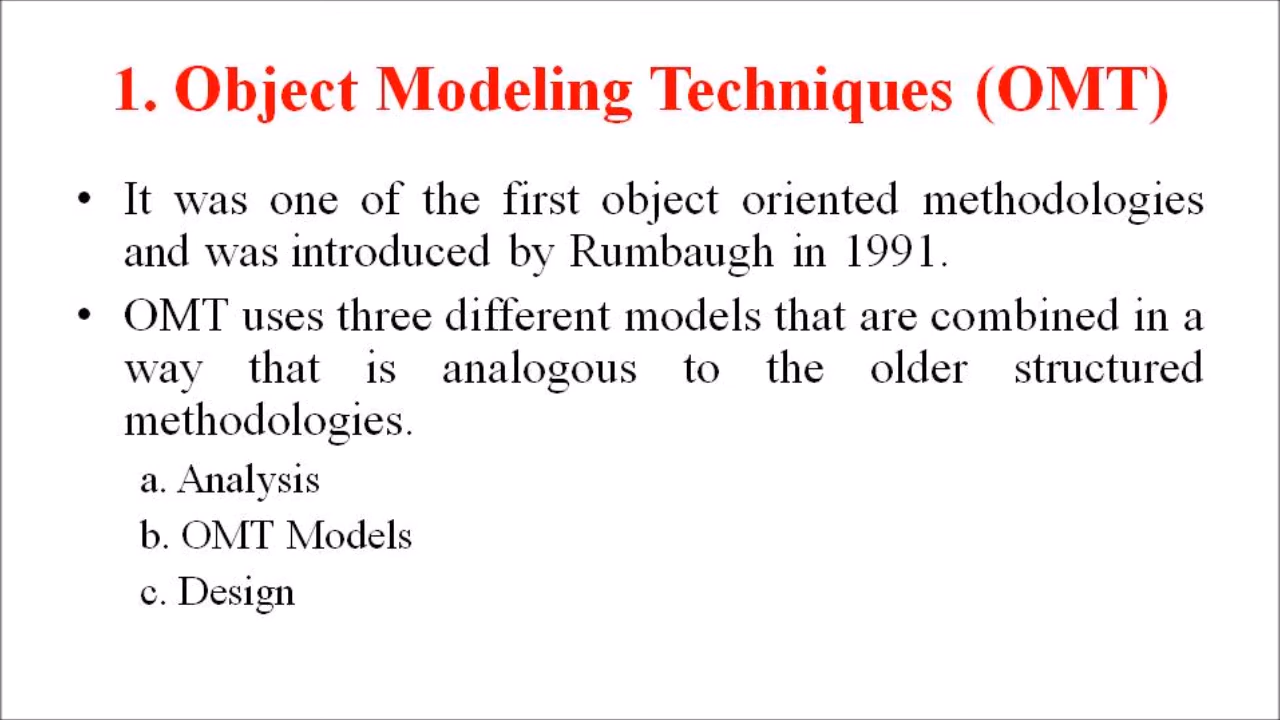 1. Object Modeling Techniques (OMT)
• It was one of the first object oriented methodologies
and was introduced by Rumbaugh in 1991.
• OMT uses three different models that are combined in a
way that is analogous to the older structured
methodologies.
a. Analysis
b. OMT Models
c. Design